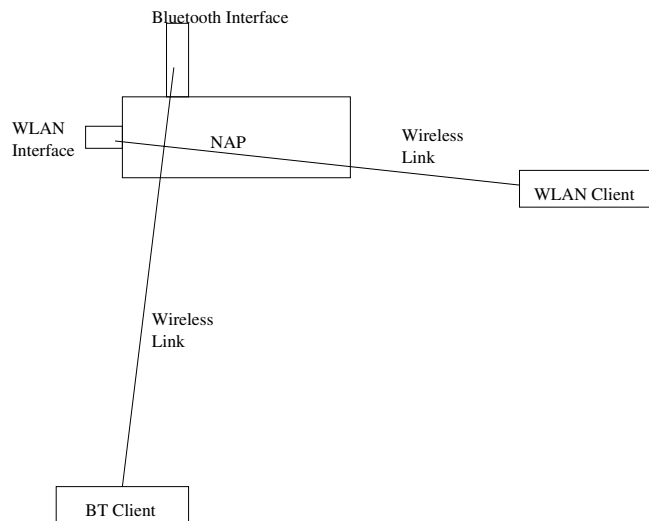 Bluetooth Interface
WLAN
Interface
NAP
Wireless
Link
WLAN Client
Wireless
Link
BT Client